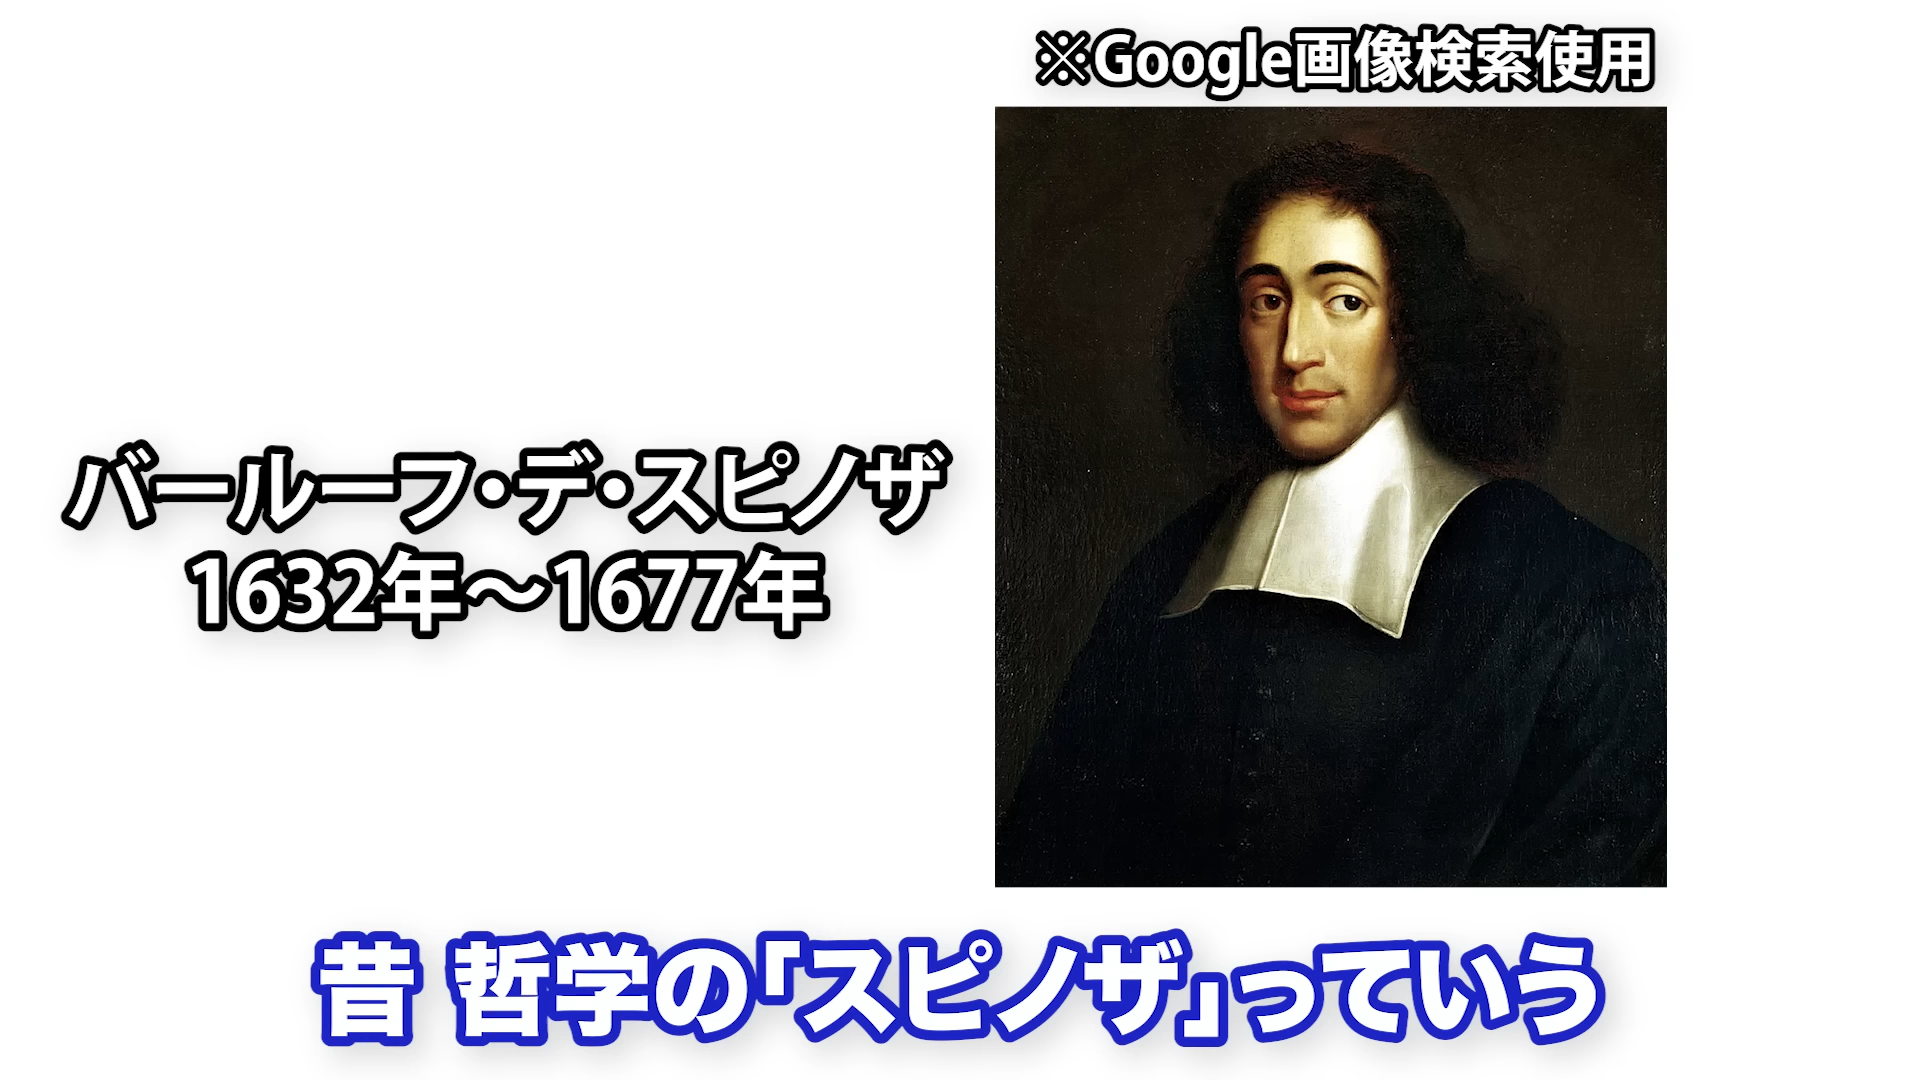 ※Google画像検索使用
バールーフ・デ・スピノザ
1632年～1677年
昔 哲学の「スピノザ」っていう